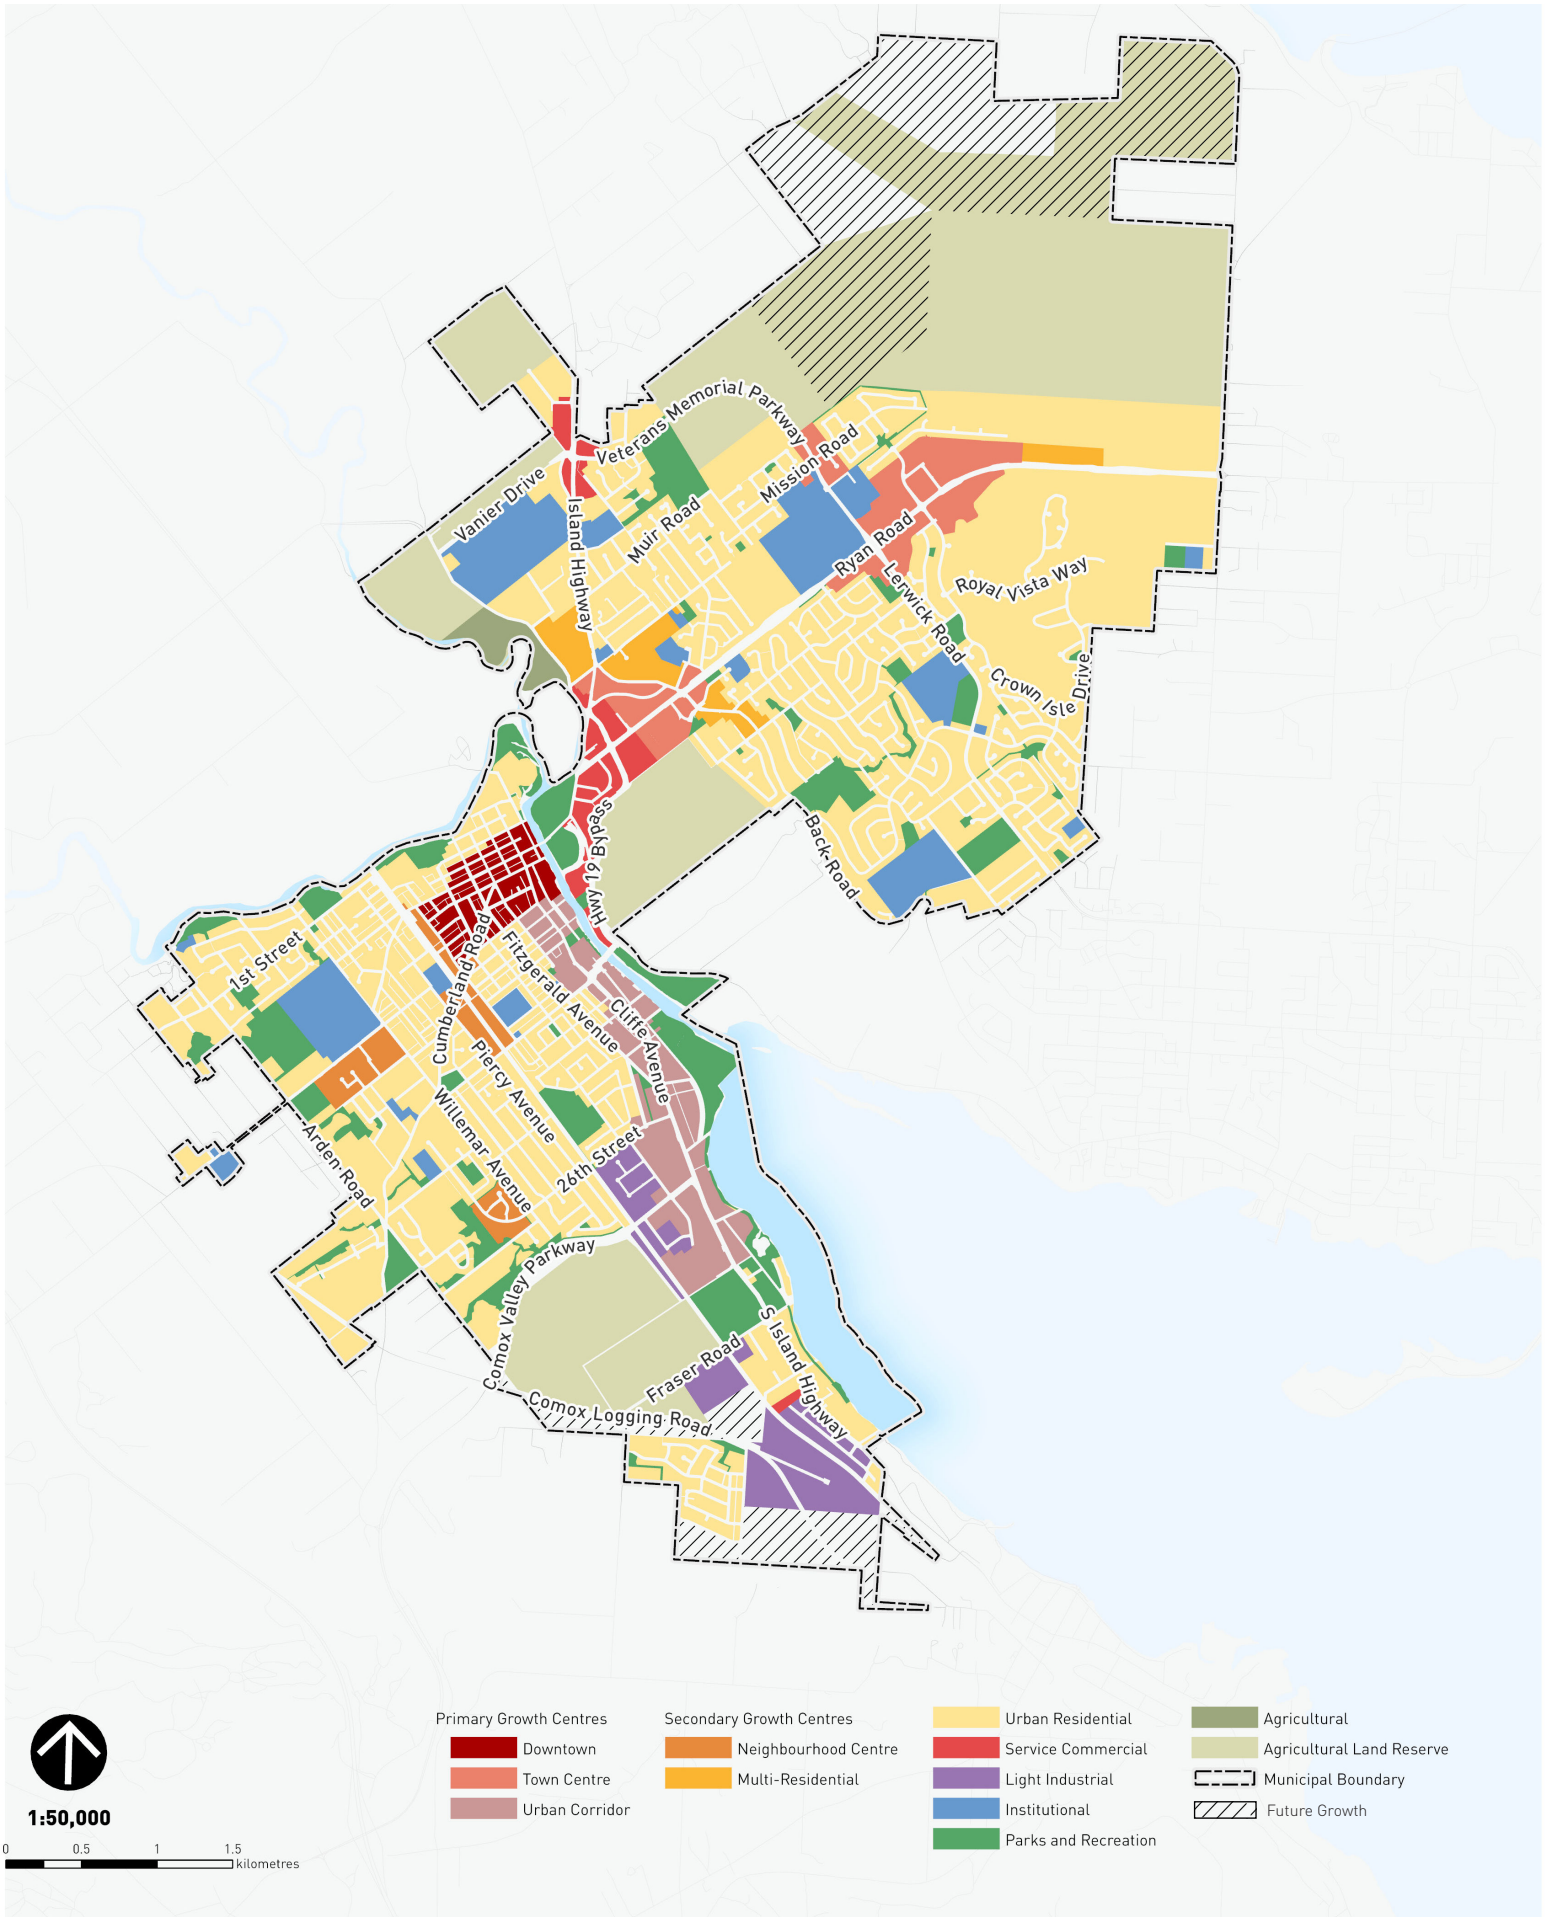 Veterans Memorial Parkway
Mission Road
Vanier Drive
Island Highway
Muir Road
Ryan Road
Royal Vista Way
Lerwick Road
Crown Isle Drive
Hwy 19 Bypass
Back Road
1st Street
Cumberland Road
Fitzgerald Avenue
Cliffe Avenue
Piercy Avenue
Willemar Avenue
26th Street
Arden Road
Comox Valley Parkway
S Island Highway
Fraser Road
Comox Logging Road
1:50,000
0 0.5 1 1.5
kilometres
Primary Growth Centres
Downtown
Town Centre
Urban Corridor
Secondary Growth Centres
Neighbourhood Centre
Multi-Residential
Urban Residential
Service Commercial
Light Industrial
Institutional
Parks and Recreation
Agricultural
Agricultural Land Reserve
Municipal Boundary
Future Growth